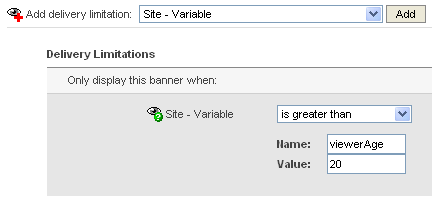 Add delivery limitation: Site - Variable Add
Delivery Limitations
Only display this banner when:
Site - Variable is greater than
Name: viewerAge
Value: 20